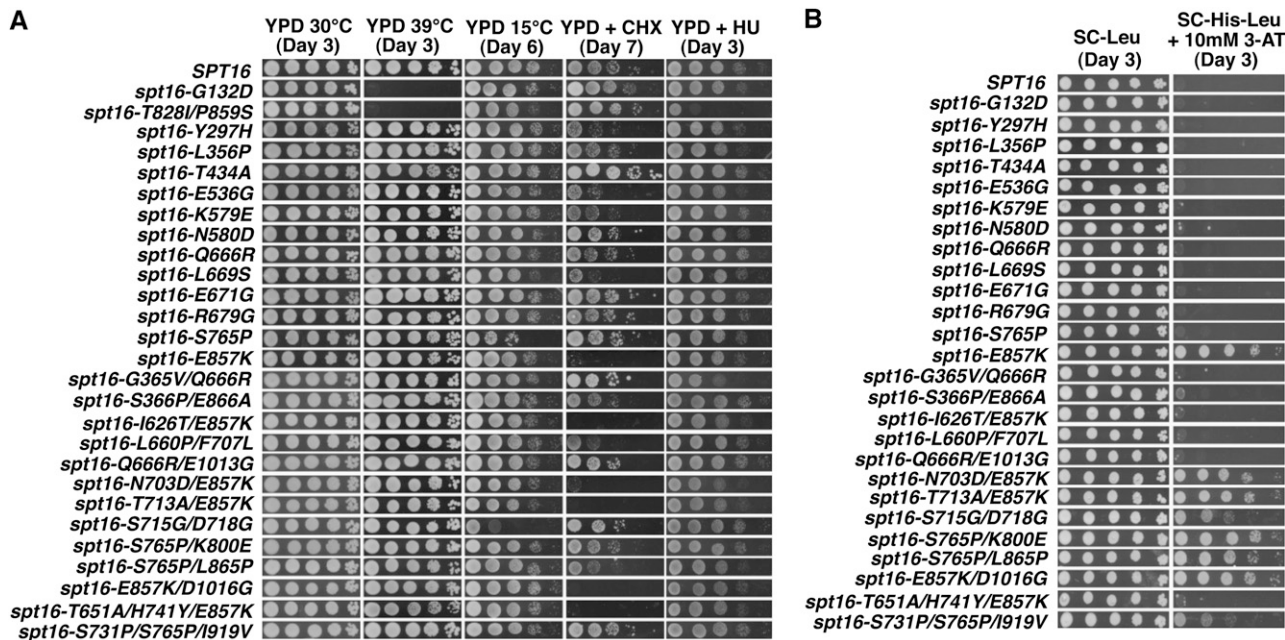 A
YPD 30°C YPD 39°C YPD 15°C YPD + CHX YPD + HU
(Day 3) (Day 3) (Day 6) (Day 7) (Day 3)
SPT16
spt16-G132D
spt16-T828I/P859S
spt16-Y297H
spt16-L356P
spt16-T434A
spt16-E536G
spt16-K579E
spt16-N580D
spt16-Q666R
spt16-L669S
spt16-E671G
spt16-R679G
spt16-S765P
spt16-E857K
spt16-G365V/Q666R
spt16-S366P/E866A
spt16-I626T/E857K
spt16-L660P/F707L
spt16-Q666R/E1013G
spt16-N703D/E857K
spt16-T713A/E857K
spt16-S715G/D718G
spt16-S765P/K800E
spt16-S765P/L865P
spt16-E857K/D1016G
spt16-T651A/H741Y/E857K
spt16-S731P/S765P/I919V
B
SC-His-Leu
SC-Leu + 10mM 3-AT
(Day 3) (Day 3)
SPT16
spt16-G132D
spt16-Y297H
spt16-L356P
spt16-T434A
spt16-E536G
spt16-K579E
spt16-N580D
spt16-Q666R
spt16-L669S
spt16-E671G
spt16-R679G
spt16-S765P
spt16-E857K
spt16-G365V/Q666R
spt16-S366P/E866A
spt16-I626T/E857K
spt16-L660P/F707L
spt16-Q666R/E1013G
spt16-N703D/E857K
spt16-T713A/E857K
spt16-S715G/D718G
spt16-S765P/K800E
spt16-S765P/L865P
spt16-E857K/D1016G
spt16-T651A/H741Y/E857K
spt16-S731P/S765P/I919V